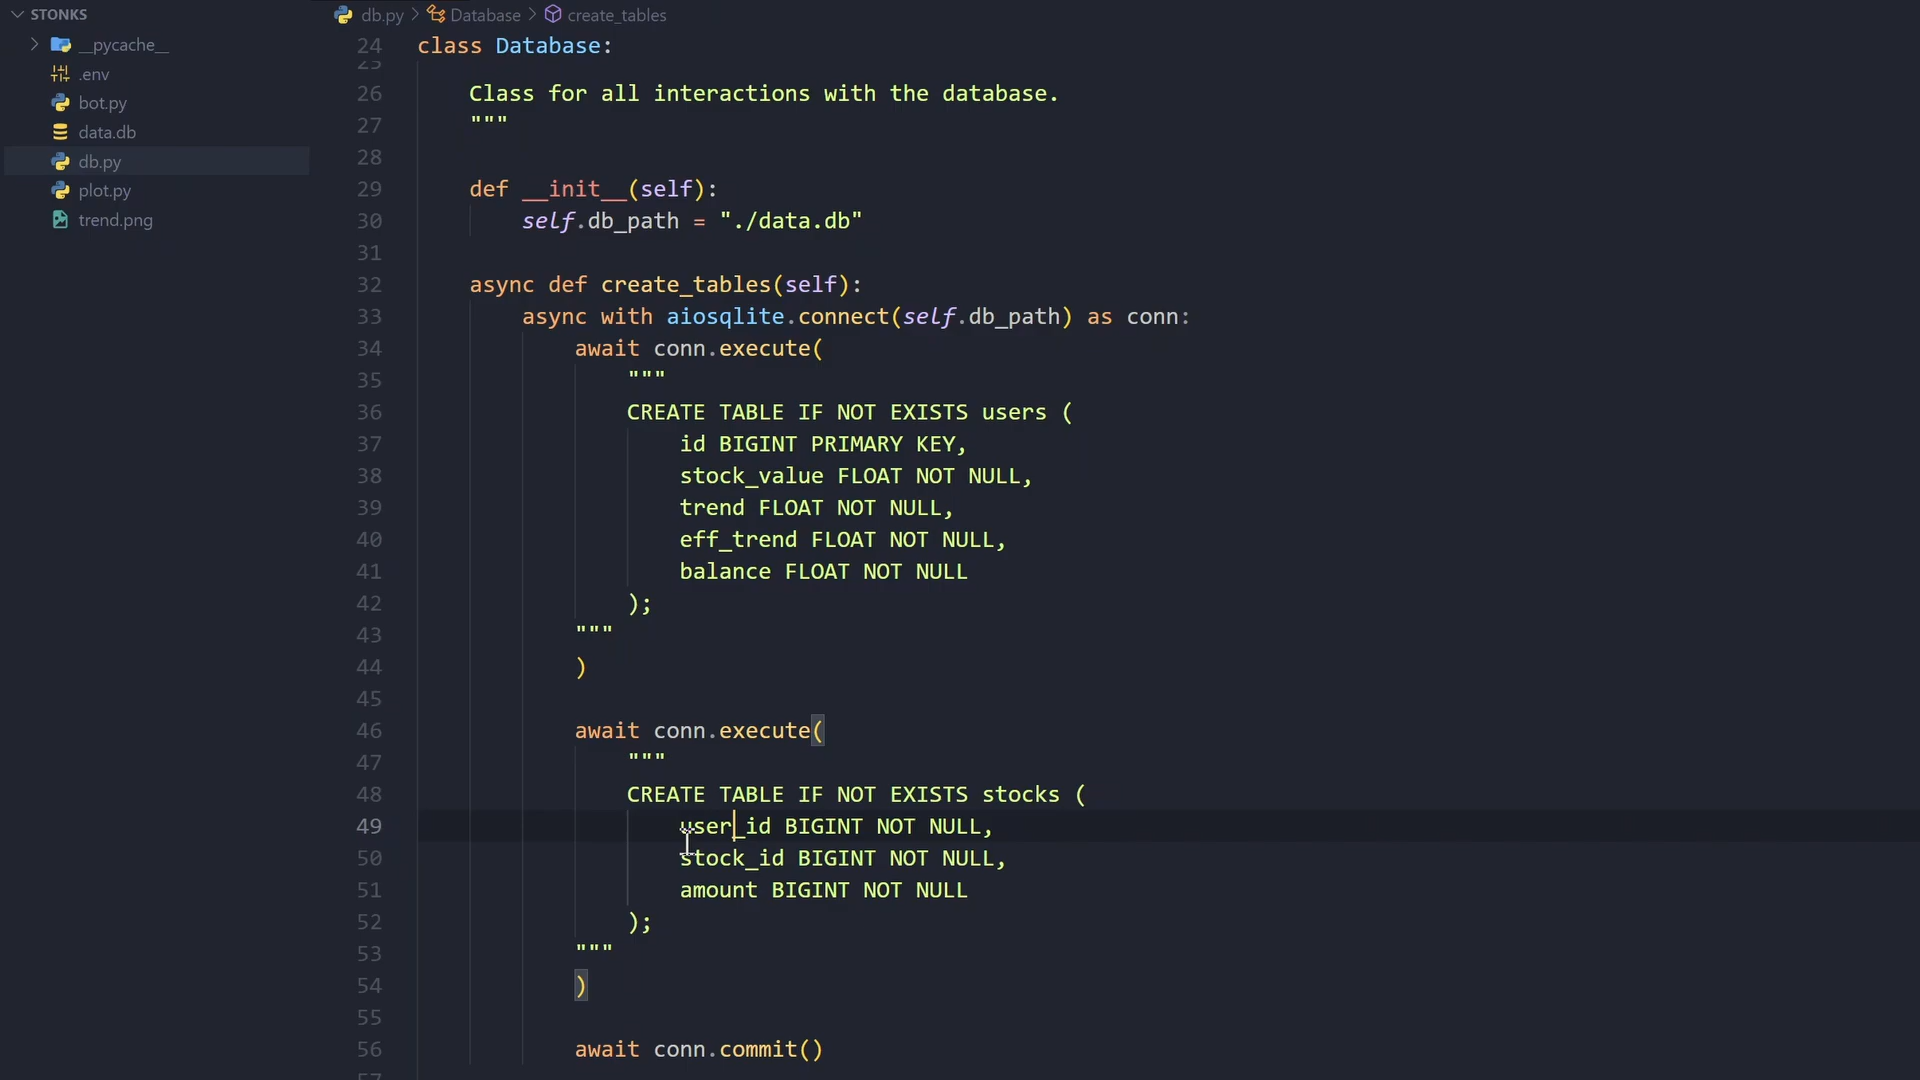 STONKS
__pycache__
.env
bot.py
data.db
db.py
plot.py
trend.png
db.py > Database > create_tables
24 class Database:
25
26 Class for all interactions with the database.
27 """
28
29 def __init__(self):
30 self.db_path = "./data.db"
31
32 async def create_tables(self):
33 async with aiosqlite.connect(self.db_path) as conn:
34 await conn.execute(
35 """
36 CREATE TABLE IF NOT EXISTS users (
37 id BIGINT PRIMARY KEY,
38 stock_value FLOAT NOT NULL,
39 trend FLOAT NOT NULL,
40 eff_trend FLOAT NOT NULL,
41 balance FLOAT NOT NULL
42 );
43 """
44 )
45
46 await conn.execute(
47 """
48 CREATE TABLE IF NOT EXISTS stocks (
49 user_id BIGINT NOT NULL,
50 stock_id BIGINT NOT NULL,
51 amount BIGINT NOT NULL
52 );
53 """
54 )
55
56 await conn.commit()
57